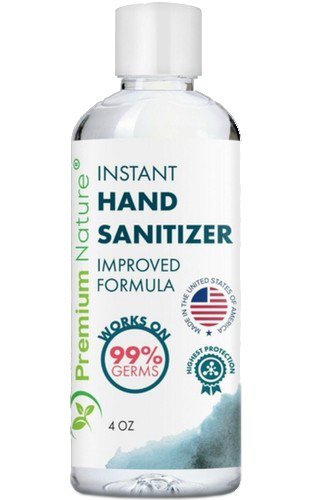 Premium Nature®
INSTANT
HAND
SANITIZER
IMPROVED
FORMULA
MADE IN THE UNITED STATES OF AMERICA
WORKS ON
99%
GERMS
HIGHEST PROTECTION
4 OZ